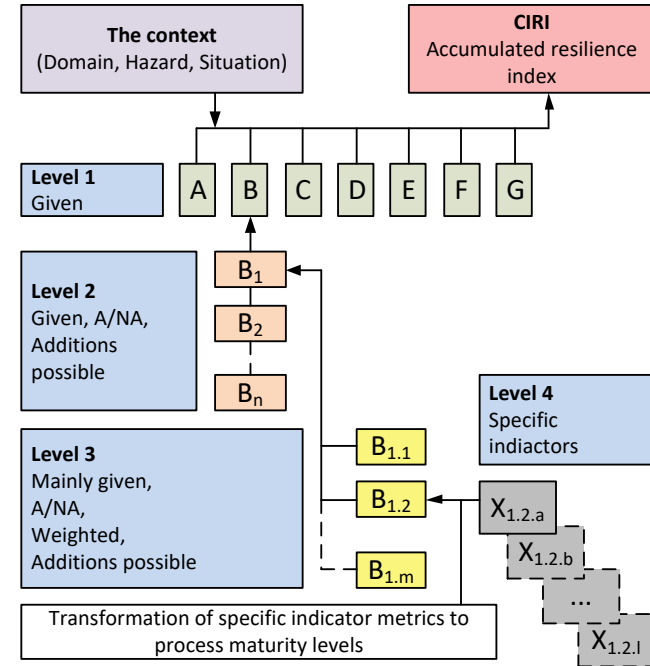 The context
(Domain, Hazard, Situation)
CIRI
Accumulated resilience
index
Level 1
Given
A B C D E F G
Level 2
Given, A/NA,
Additions
possible
B1
B2
Bn
Level 4
Specific
indiactors
Level 3
Mainly given,
A/NA,
Weighted,
Additions possible
B1.1
B1.2
B1.m
X1.2.a
X1.2.b
...
X1.2.l
Transformation of specific indicator metrics to
process maturity levels